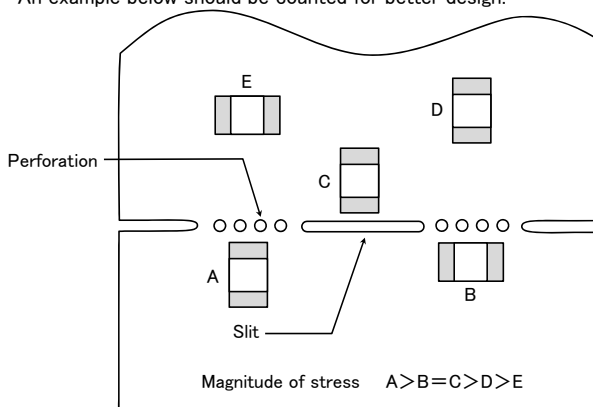 An example below should be counted for better design.
E
D
Perforation
C
A
B
Slit
Magnitude of stress A>B=C>D>E